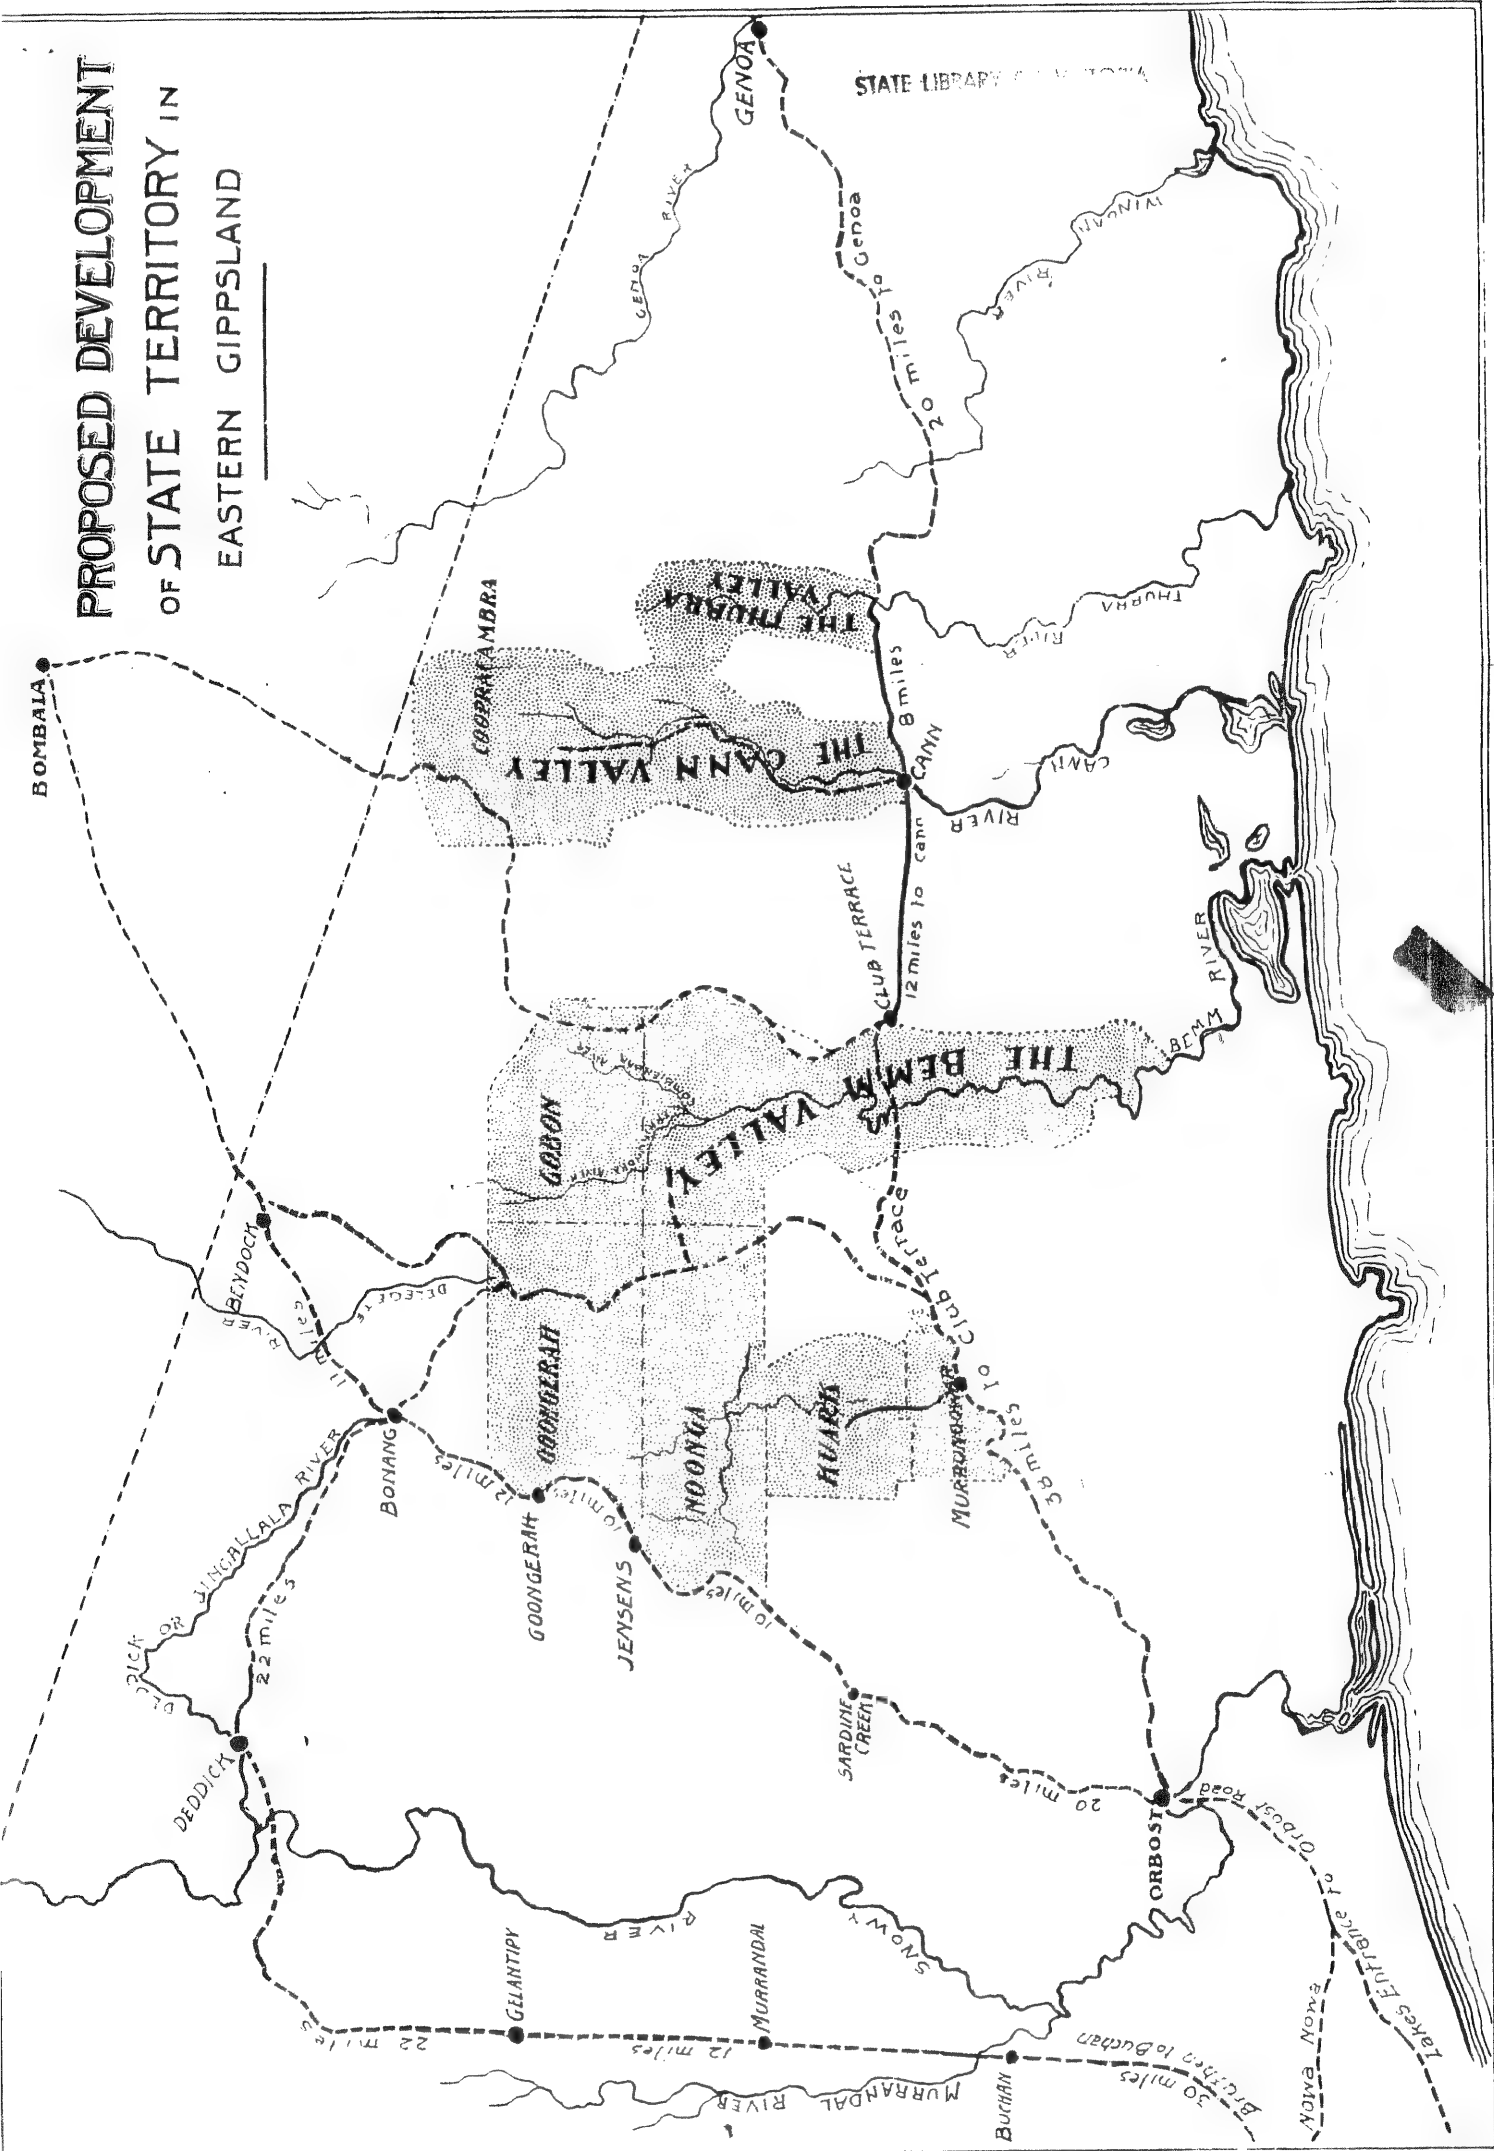 PROPOSED DEVELOPMENT
OF STATE TERRITORY IN
EASTERN GIPPSLAND
STATE LIBRARY
BOMBALA
GENOA
GENOA RIVER
20 miles to Genoa
WINGAN
RIVER
COOPRACAMBRA
THE THURRA
VALLEY
THURRA
RIVER
8 miles
THE CANN VALLEY
CANN
CANN
RIVER
12 miles to Cann
CLUB TERRACE
BEMM RIVER
THE BEMM
VALLEY
GOBON
BENDOCK
11 miles
DELEGETE
RIVER
BONANG
12 miles
GOONGERAH
GOONGERAH
10 miles
JENSENS
NOONGA
KUARK
MURRUNGOWAR
38 miles to Club Terrace
10 miles
SARDINE
CREEK
20 miles
ORBOST
DEDDICK OR JINGALLALA RIVER
22 miles
DEDDICK
SNOWY
RIVER
22 miles
GELANTIPY
12 miles
MURRANDAL
MURRANDAL RIVER
BUCHAN
30 miles
Bruthen to Buchan
Nowa Nowa
Lakes Entrance to Orbost Road